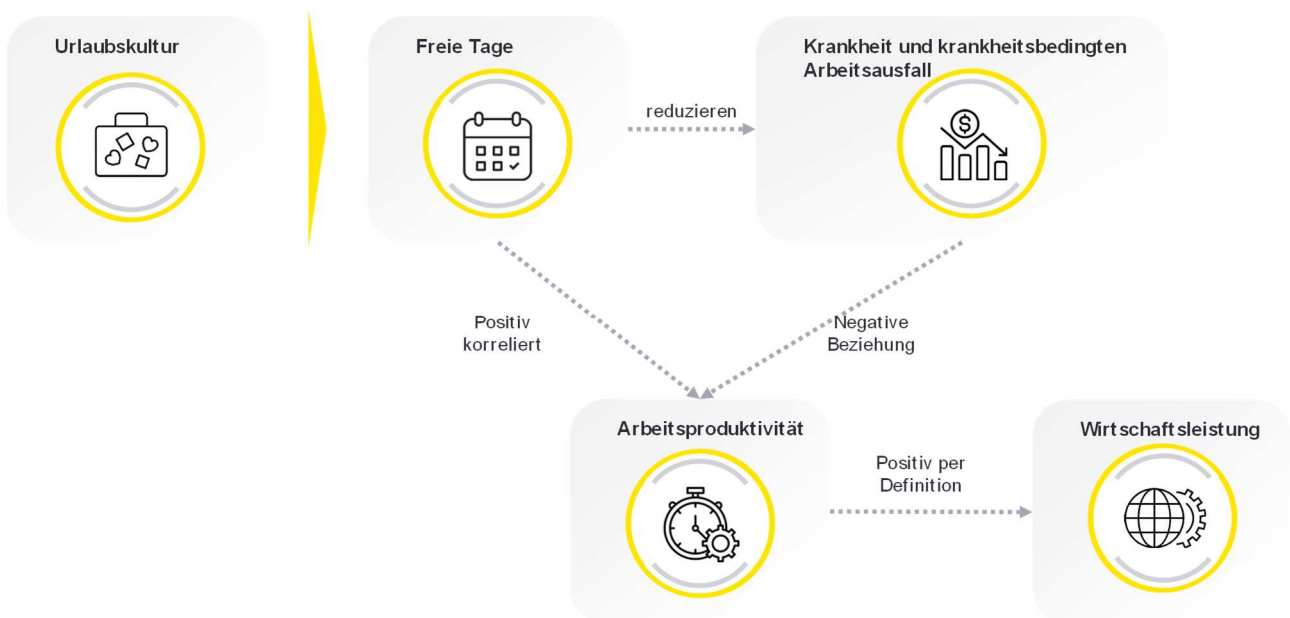 Urlaubskultur
Freie Tage
Krankheit und krankheitsbedingten
Arbeitsausfall
reduzieren
$
Positiv
korreliert
Negative
Beziehung
Arbeitsproduktivität
Wirtschaftsleistung
Positiv per
Definition